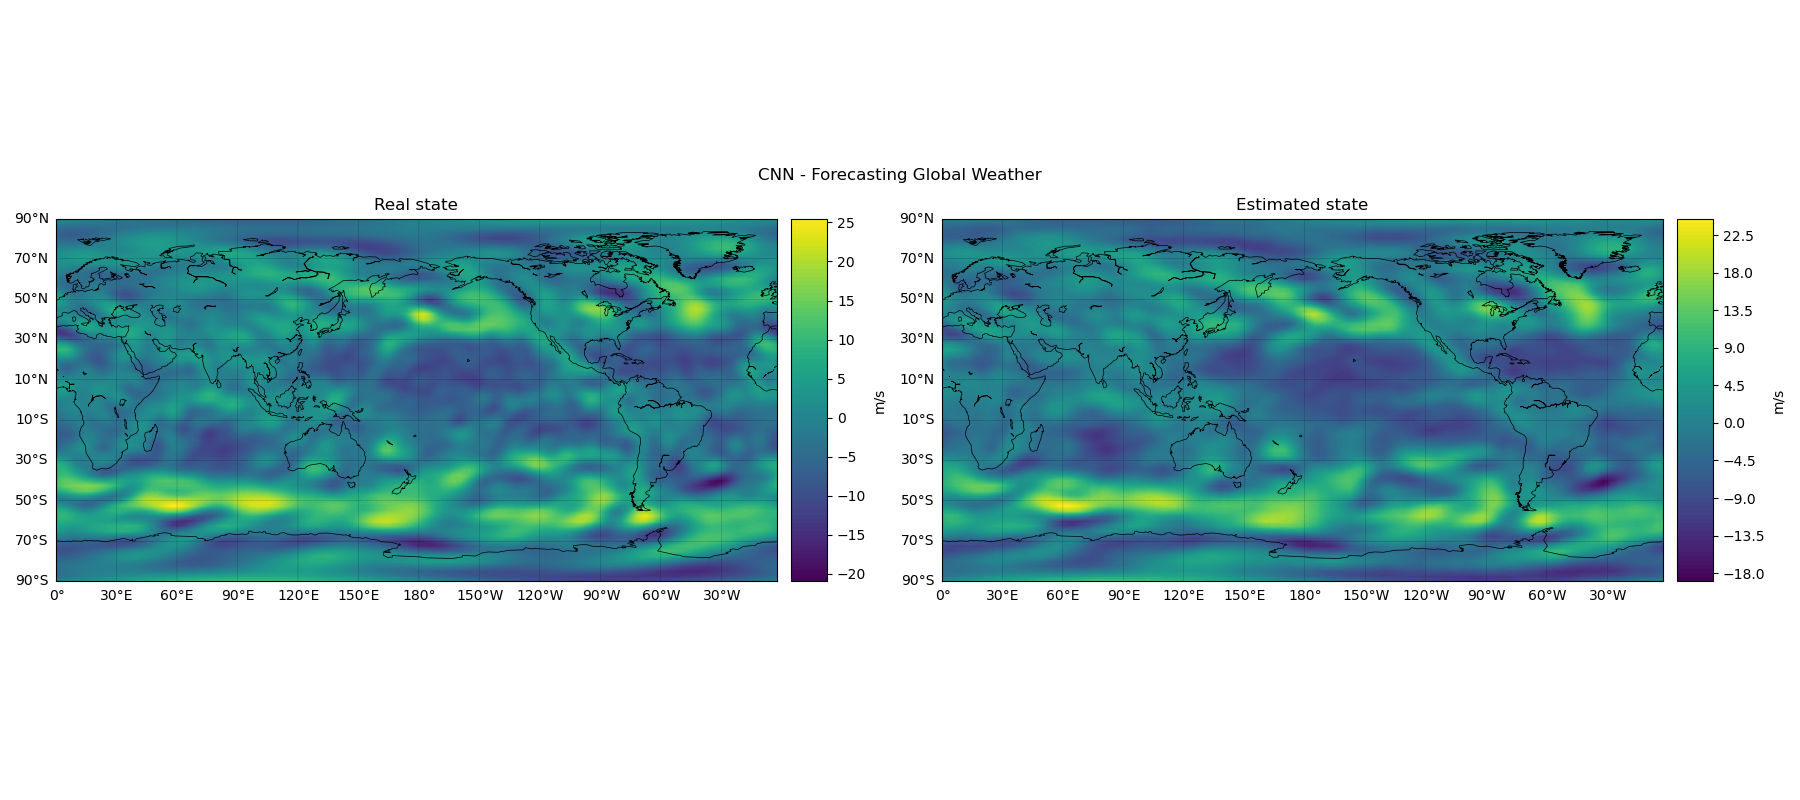 CNN - Forecasting Global Weather
Real state
90°N
70°N
50°N
30°N
10°N
10°S
30°S
50°S
70°S
90°S
0° 30°E 60°E 90°E 120°E 150°E 180° 150°W 120°W 90°W 60°W 30°W
25
20
15
10
5
0
−5
−10
−15
−20
m/s
Estimated state
90°N
70°N
50°N
30°N
10°N
10°S
30°S
50°S
70°S
90°S
0° 30°E 60°E 90°E 120°E 150°E 180° 150°W 120°W 90°W 60°W 30°W
22.5
18.0
13.5
9.0
4.5
0.0
−4.5
−9.0
−13.5
−18.0
m/s